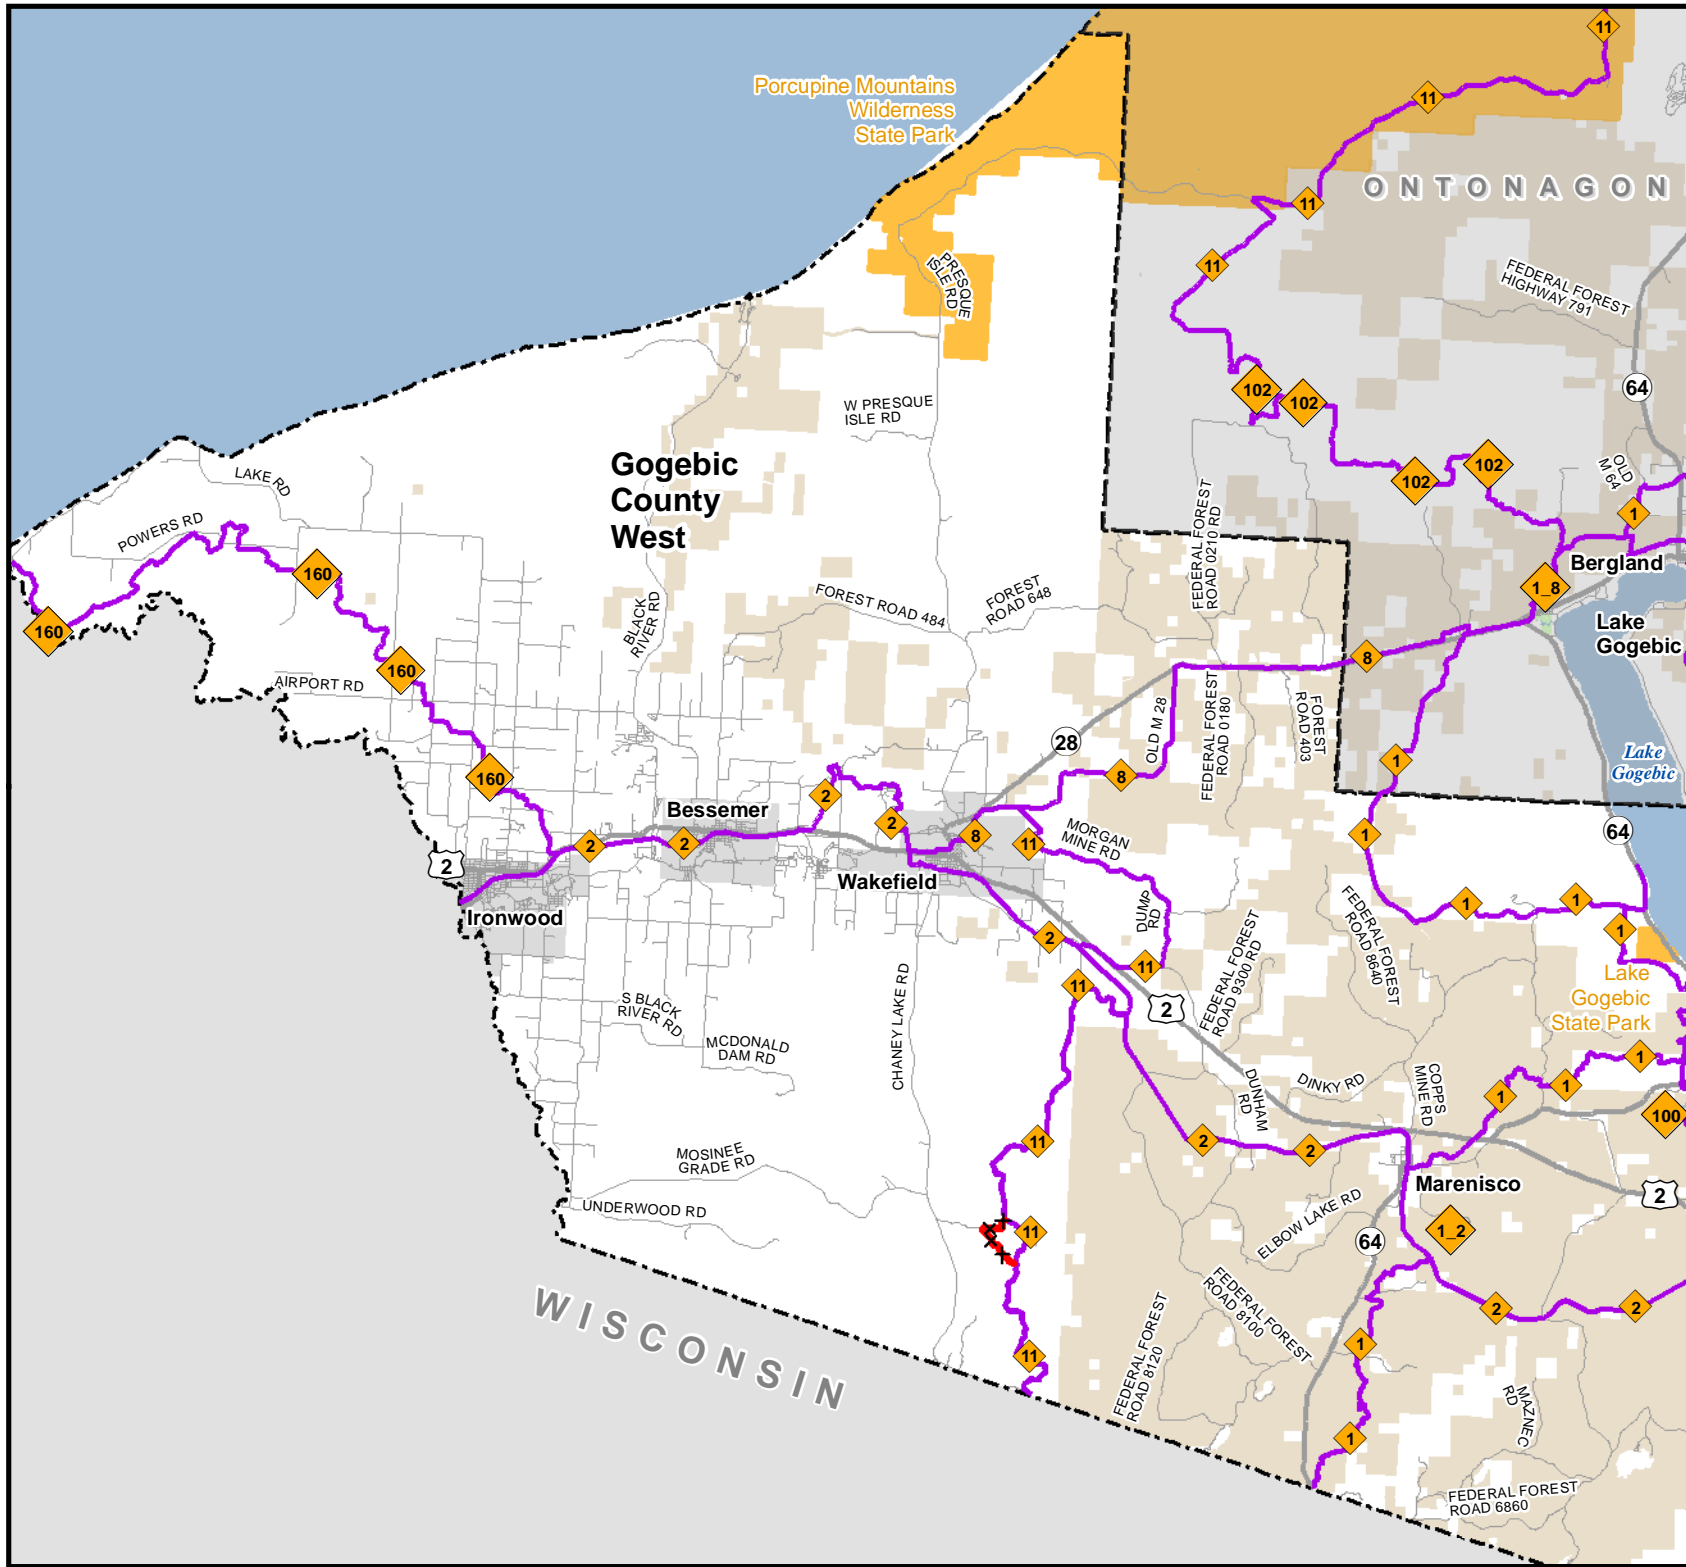 11
Porcupine Mountains
Wilderness
State Park
11
ONTONAGON
11
11
PRESQUE
ISLE RD
FEDERAL FOREST
HIGHWAY 791
64
102
102
W PRESQUE
ISLE RD
Gogebic
County
West
102
102
OLD
M 64
LAKE RD
POWERS RD
FEDERAL FOREST
ROAD 0210 RD
1
Bergland
160
1_8
160
FOREST ROAD 484
FOREST
ROAD 648
BLACK
RIVER RD
Lake
Gogebic
8
160
AIRPORT RD
OLD M 28
FEDERAL FOREST
ROAD 0180
FOREST
ROAD 403
28
Lake
Gogebic
1
8
160
2
Bessemer
2
8
1
64
2
2
11
MORGAN
MINE RD
2
Wakefield
Ironwood
DUMP
RD
1
1
FEDERAL FOREST
ROAD 8640
1
2
FEDERAL FOREST
ROAD 9300 RD
11
CHANEY LAKE RD
11
2
Lake
Gogebic
State Park
S BLACK
RIVER RD
MCDONALD
DAM RD
1
DINKY RD
COPPS
MINE RD
1
1
DUNHAM
RD
100
11
2
2
MOSINEE
GRADE RD
Marenisco
2
UNDERWOOD RD
ELBOW LAKE RD
11
64
1_2
WISCONSIN
FEDERAL FOREST
ROAD 8100
FEDERAL FOREST
ROAD 8120
2
2
11
1
MAZNEC
RD
1
FEDERAL FOREST
ROAD 6860